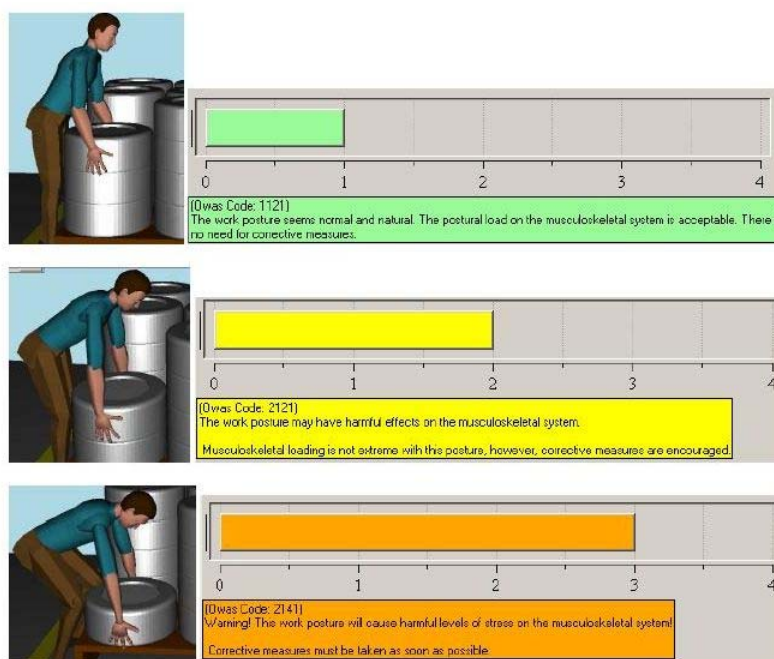 0 1 2 3 4
(Owas Code: 1121)
The work posture seems normal and natural. The postural load on the musculoskeletal system is acceptable. There
no need for corrective measures.
0 1 2 3 4
(Owas Code: 2121)
The work posture may have harmful effects on the musculoskeletal system.
Musculoskeletal loading is not extreme with this posture, however, corrective measures are encouraged.
0 1 2 3 4
(Owas Code: 2141)
Warning! This work posture will cause harmful levels of stress on the musculoskeletal system!
Corrective measures must be taken as soon as possible.